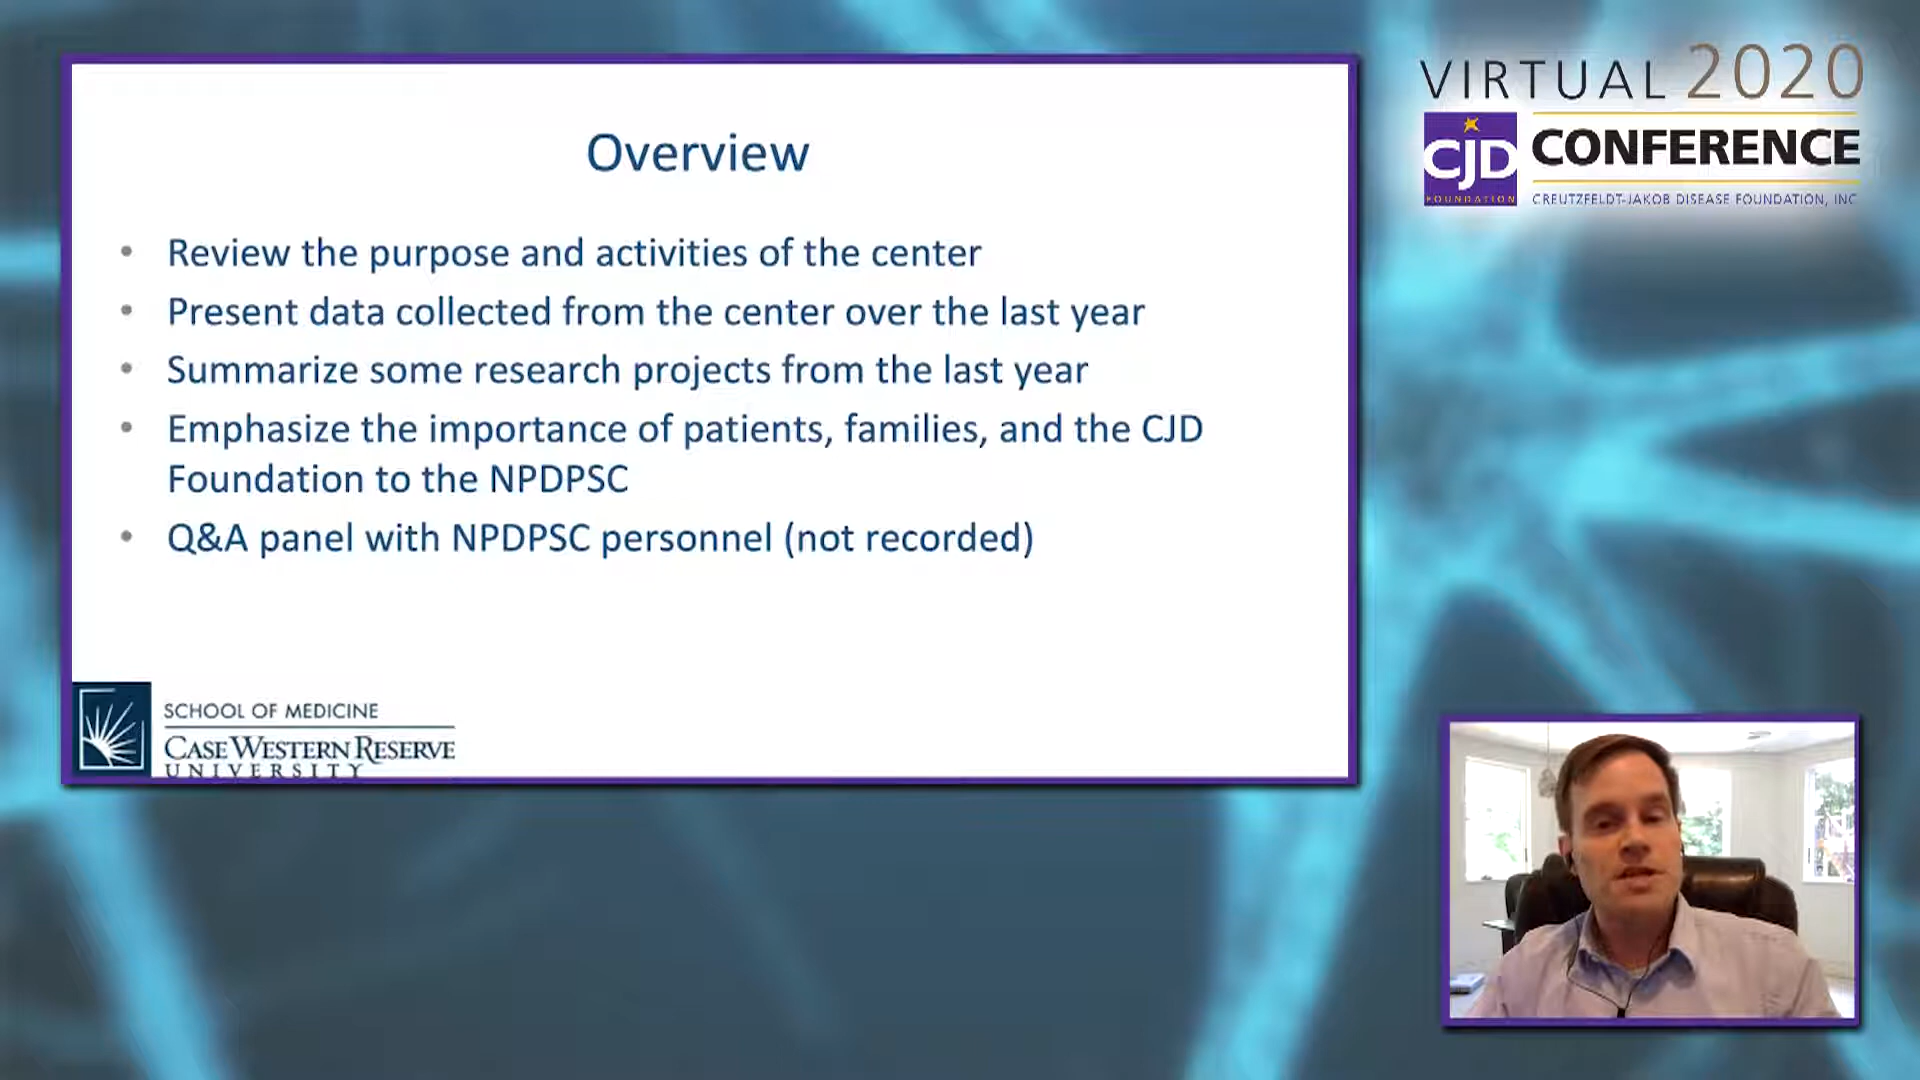 Overview
• Review the purpose and activities of the center
• Present data collected from the center over the last year
• Summarize some research projects from the last year
• Emphasize the importance of patients, families, and the CJD
Foundation to the NPDPSC
• Q&A panel with NPDPSC personnel (not recorded)
SCHOOL OF MEDICINE
CASE WESTERN RESERVE
UNIVERSITY
VIRTUAL 2020
CJD
FOUNDATION
CONFERENCE
CREUTZFELDT-JAKOB DISEASE FOUNDATION, INC